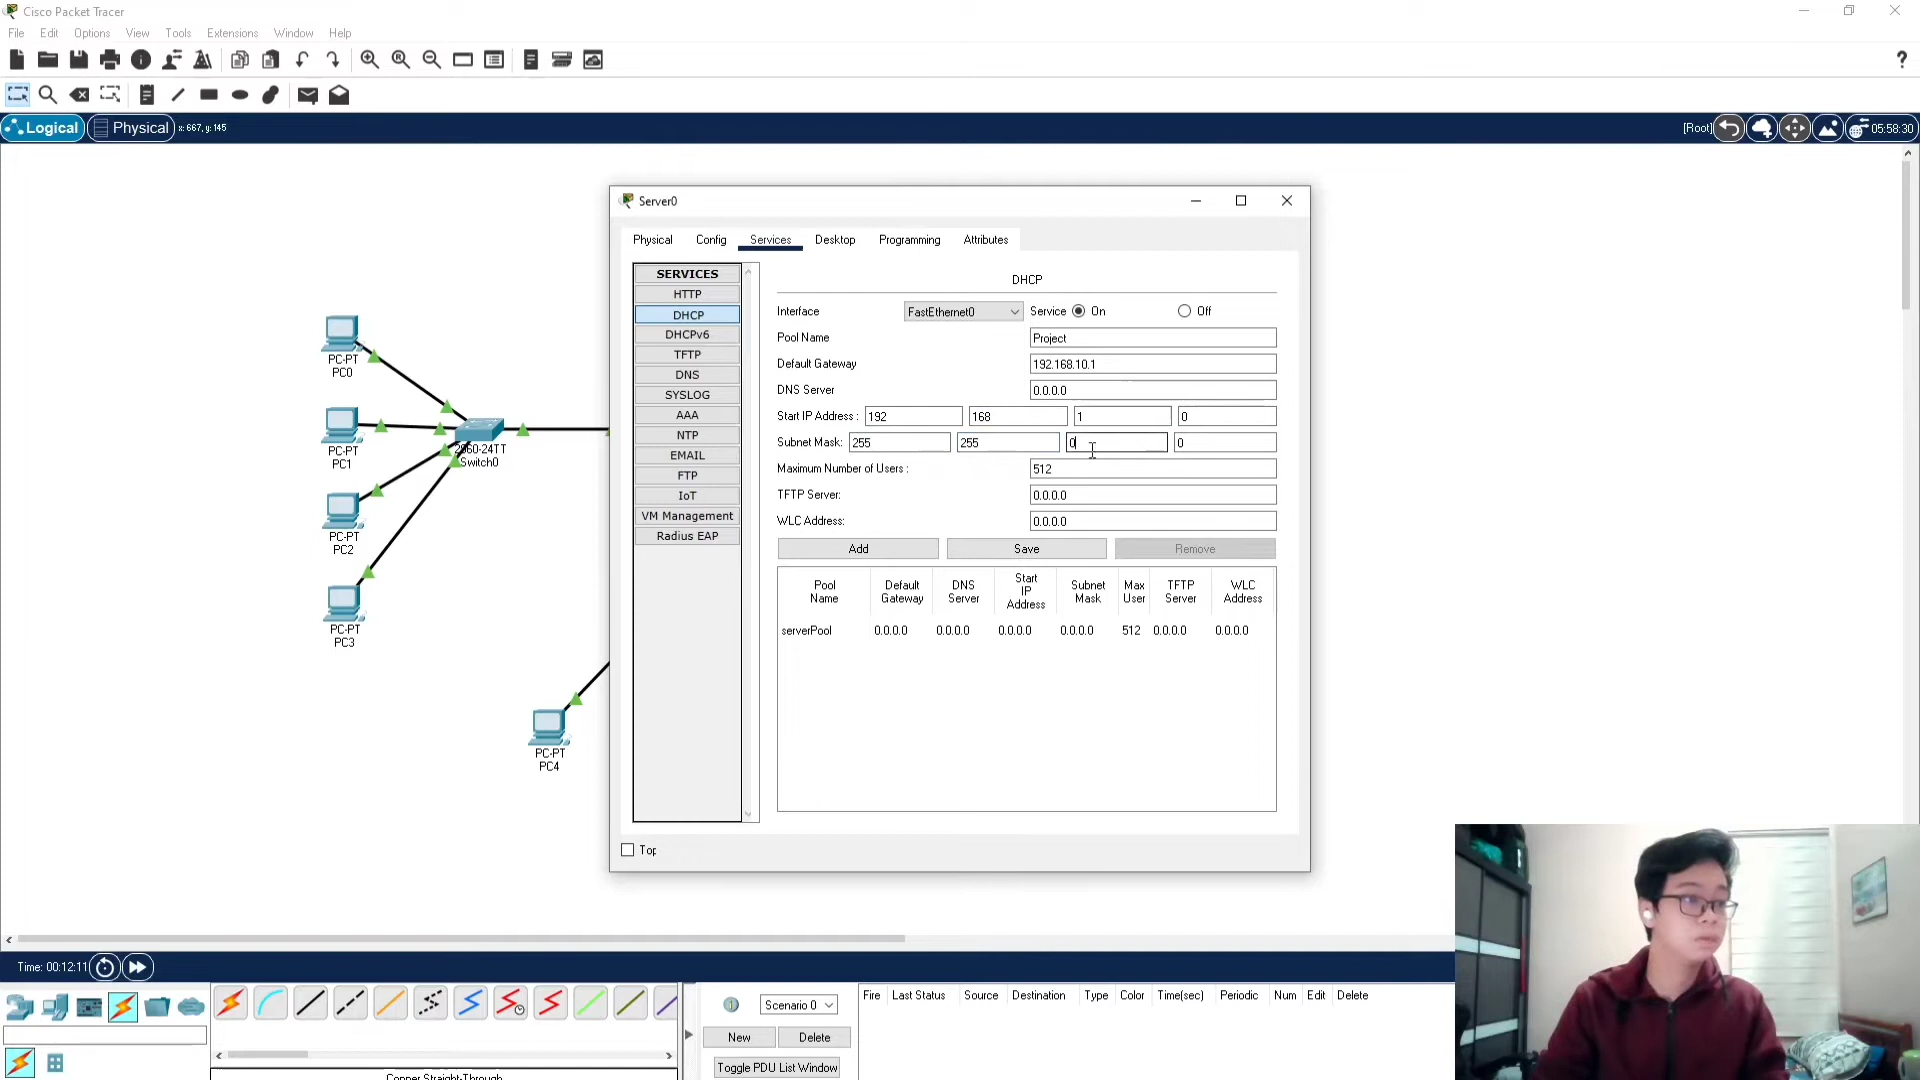 Cisco Packet Tracer
File Edit Options View Tools Extensions Window Help
?
Logical Physical x: 667, y: 145 [Root] 05:58:30
Server0
Physical Config Services Desktop Programming Attributes
SERVICES
HTTP
DHCP
DHCPv6
TFTP
DNS
SYSLOG
AAA
NTP
EMAIL
FTP
IoT
VM Management
Radius EAP
DHCP
Interface FastEthernet0 Service On Off
Pool Name Project
Default Gateway 192.168.10.1
DNS Server 0.0.0.0
Start IP Address : 192 168 1 0
Subnet Mask: 255 255 0 0
Maximum Number of Users : 512
TFTP Server: 0.0.0.0
WLC Address: 0.0.0.0
Add Save Remove
Pool Name Default Gateway DNS Server Start IP Address Subnet Mask Max User TFTP Server WLC Address
serverPool 0.0.0.0 0.0.0.0 0.0.0.0 0.0.0.0 512 0.0.0.0 0.0.0.0
Top
PC-PT
PC0
PC-PT
PC1
PC-PT
PC2
PC-PT
PC3
2960-24TT
Switch0
PC-PT
PC4
Time: 00:12:11
Scenario 0
New Delete
Toggle PDU List Window
Fire Last Status Source Destination Type Color Time(sec) Periodic Num Edit Delete
Copper Straight-Through